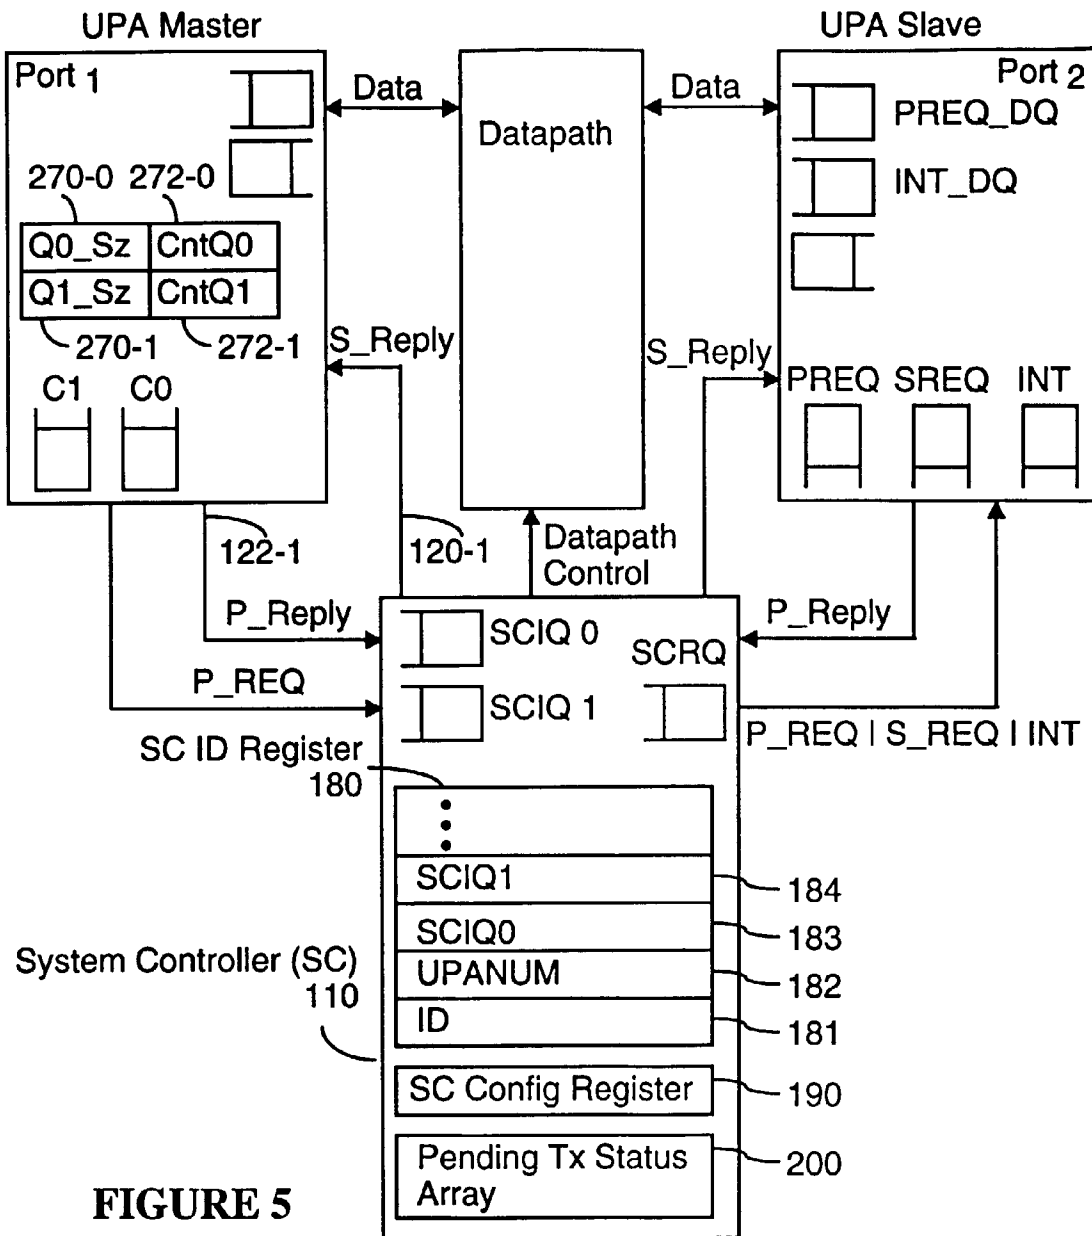 UPA Master
UPA Slave
Port 1
Port 2
Data
Data
Datapath
PREQ_DQ
INT_DQ
270-0 272-0
Q0_Sz CntQ0
Q1_Sz CntQ1
270-1 272-1
S_Reply
S_Reply
C1 C0
PREQ SREQ INT
122-1
120-1
Datapath
Control
P_Reply
P_Reply
SCIQ 0
SCRQ
P_REQ
SCIQ 1
P_REQ | S_REQ | INT
SC ID Register
180
SCIQ1
184
SCIQ0
183
System Controller (SC)
110
UPANUM
182
ID
181
SC Config Register
190
Pending Tx Status
Array
200
FIGURE 5